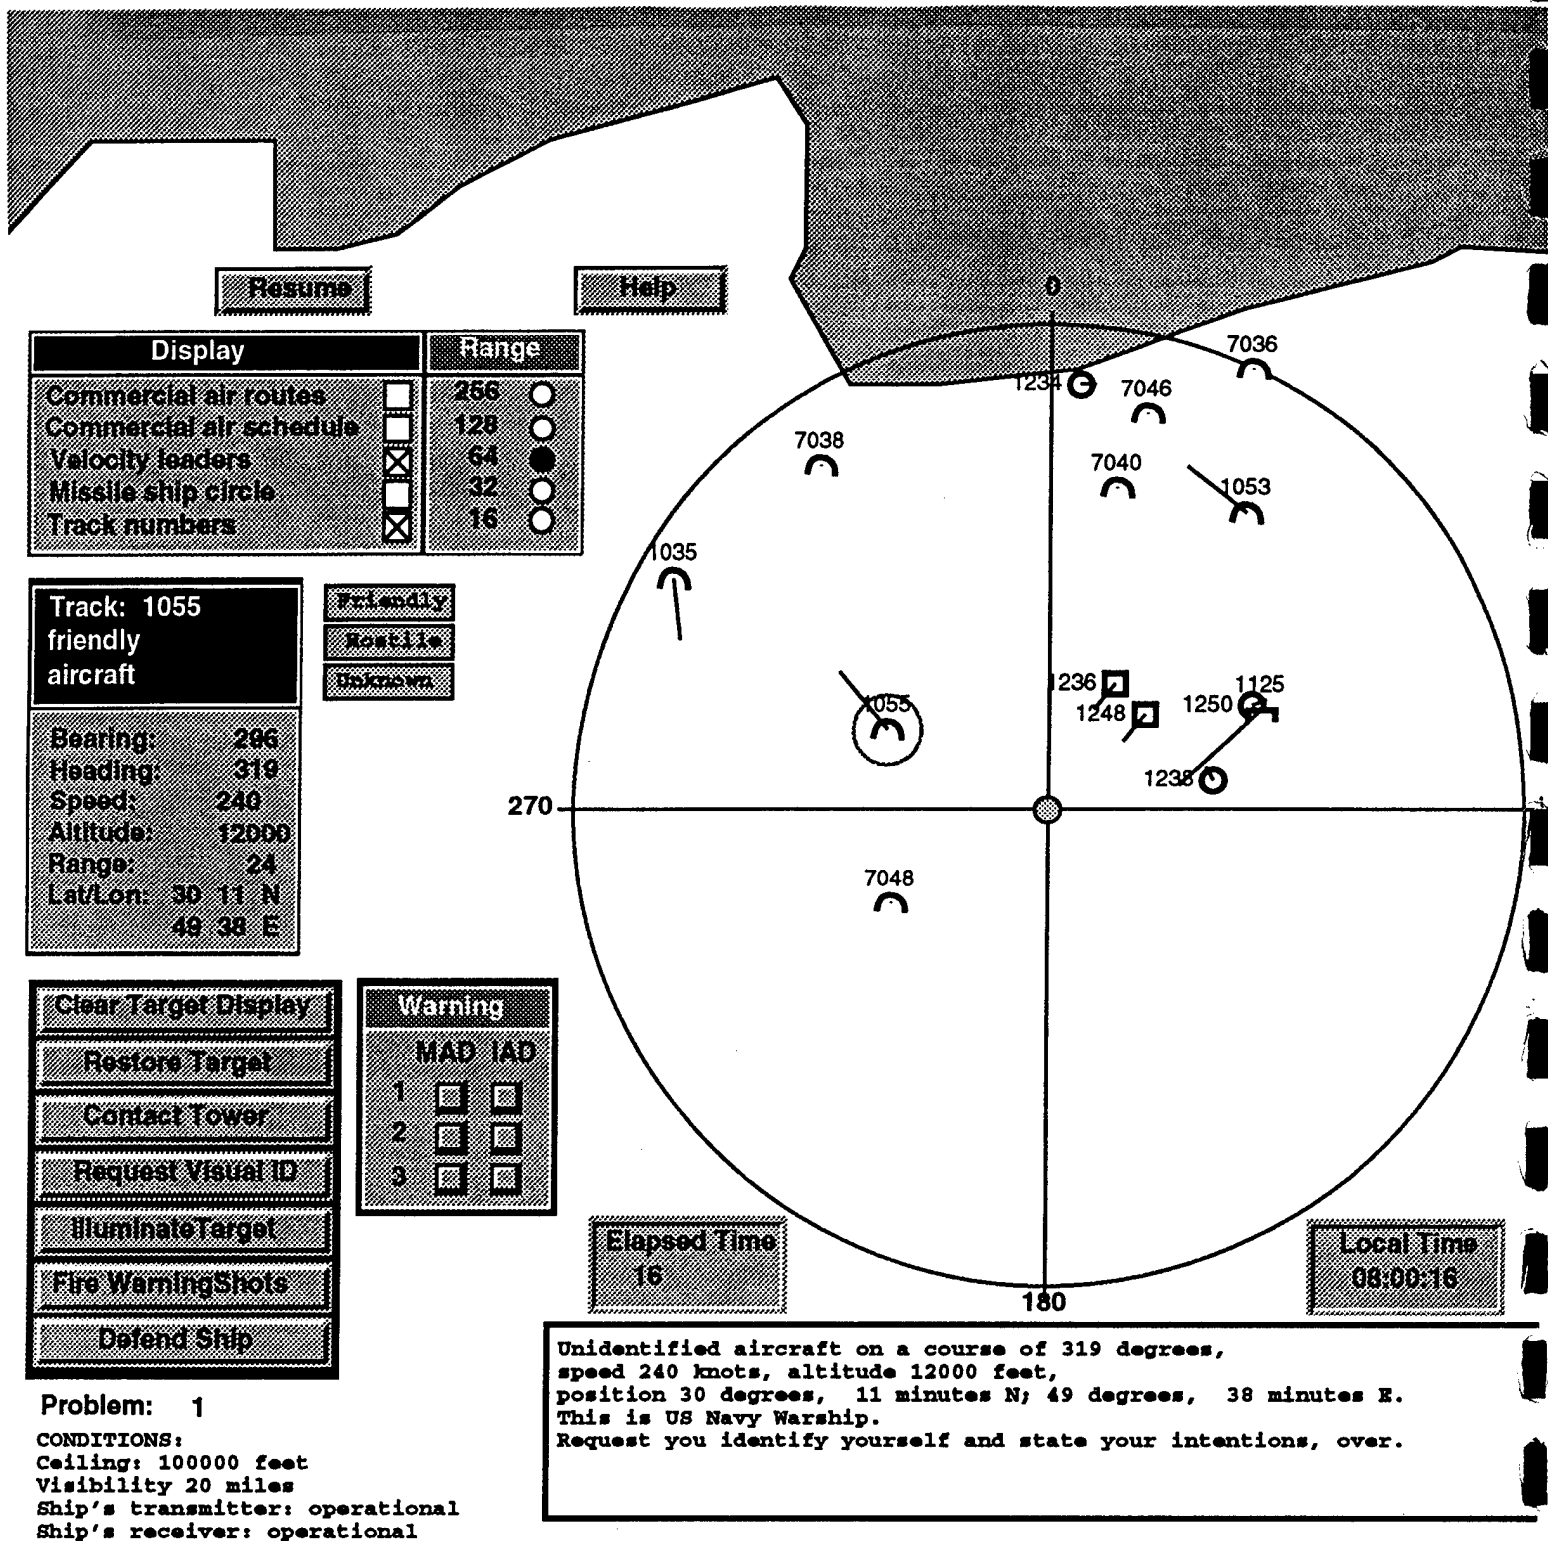 Resume
Help
0
Display
Range
Commercial air routes
256
Commercial air schedule
128
Velocity leaders
64
Missile ship circle
32
Track numbers
16
7036
1234
7046
7038
7040
1053
1035
Track: 1055
friendly
aircraft
Friendly
Hostile
Unknown
1236
1248
1250
1125
1055
1238
Bearing: 296
Heading: 319
Speed: 240
Altitude: 12000
Range: 24
Lat/Lon: 30 11 N
49 38 E
270
7048
Clear Target Display
Restore Target
Contact Tower
Request Visual ID
IlluminateTarget
Fire WarningShots
Defend Ship
Warning
MAD IAD
1
2
3
Elapsed Time
16
Local Time
08:00:16
180
Unidentified aircraft on a course of 319 degrees,
speed 240 knots, altitude 12000 feet,
position 30 degrees, 11 minutes N; 49 degrees, 38 minutes E.
This is US Navy Warship.
Request you identify yourself and state your intentions, over.
Problem: 1
CONDITIONS:
Ceiling: 100000 feet
Visibility 20 miles
Ship's transmitter: operational
Ship's receiver: operational